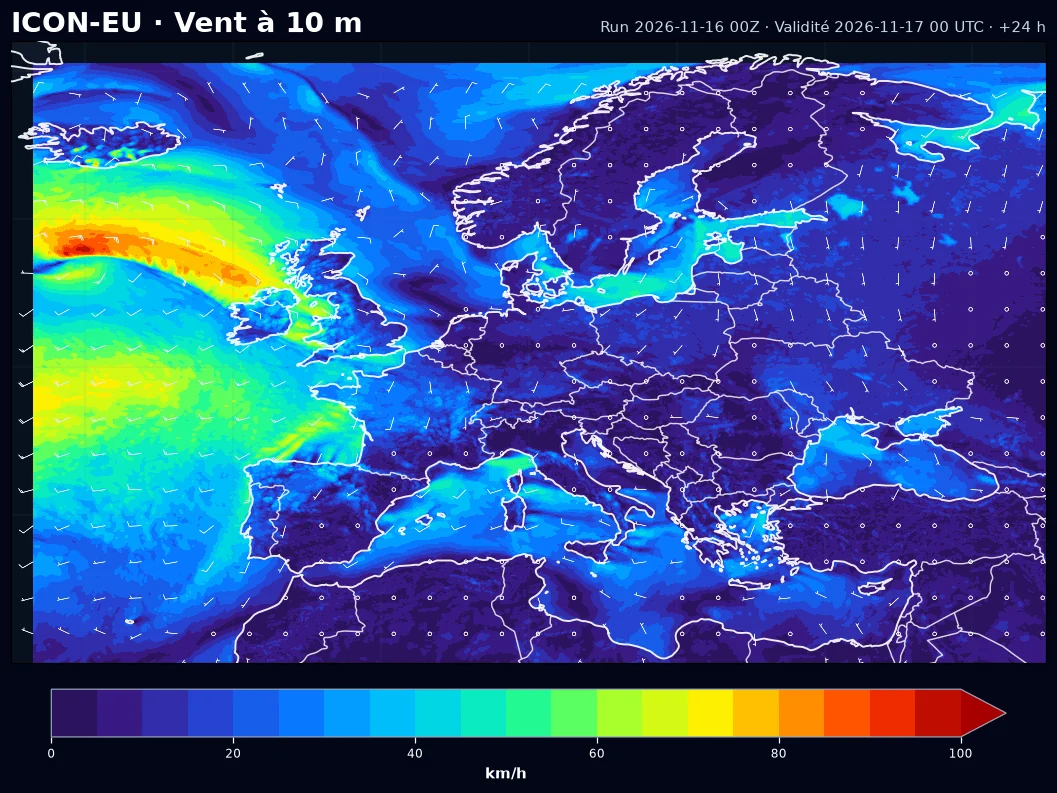 ICON-EU · Vent à 10 m
Run 2026-11-16 00Z · Validité 2026-11-17 00 UTC · +24 h
0 20 40 60 80 100
km/h